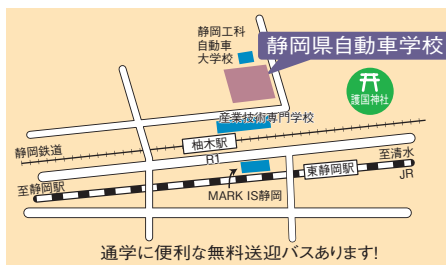 静岡工科
自動車
大学校
静岡県自動車学校
護国神社
産業技術専門学校
静岡鉄道
柚木駅
R1
至静岡駅
東静岡駅
至清水
JR
MARK IS静岡
通学に便利な無料送迎バスあります!